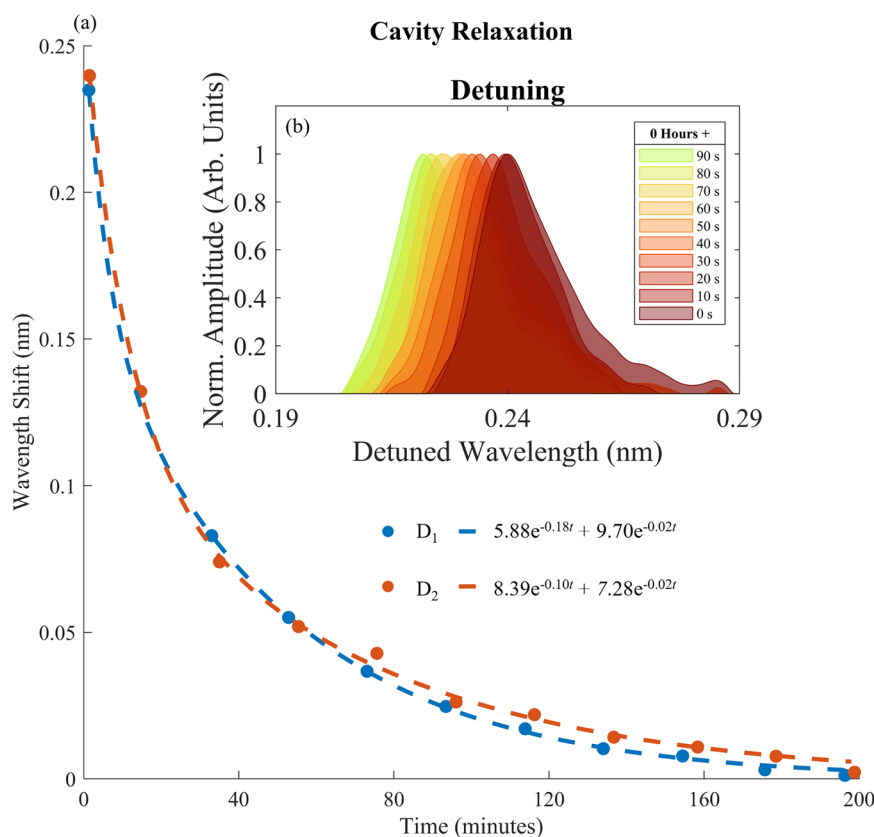 (a)
Cavity Relaxation
Detuning
(b)
0 Hours +
90 s
80 s
70 s
60 s
50 s
40 s
30 s
20 s
10 s
0 s
Norm. Amplitude (Arb. Units)
1
0.8
0.6
0.4
0.2
0
0.19
0.24
0.29
Detuned Wavelength (nm)
Wavength Shift (nm)
0.25
0.2
0.15
0.1
0.05
0
D₁ 5.88e^-0.18t + 9.70e^-0.02t
D₂ 8.39e^-0.10t + 7.28e^-0.02t
0
40
80
120
160
200
Time (minutes)